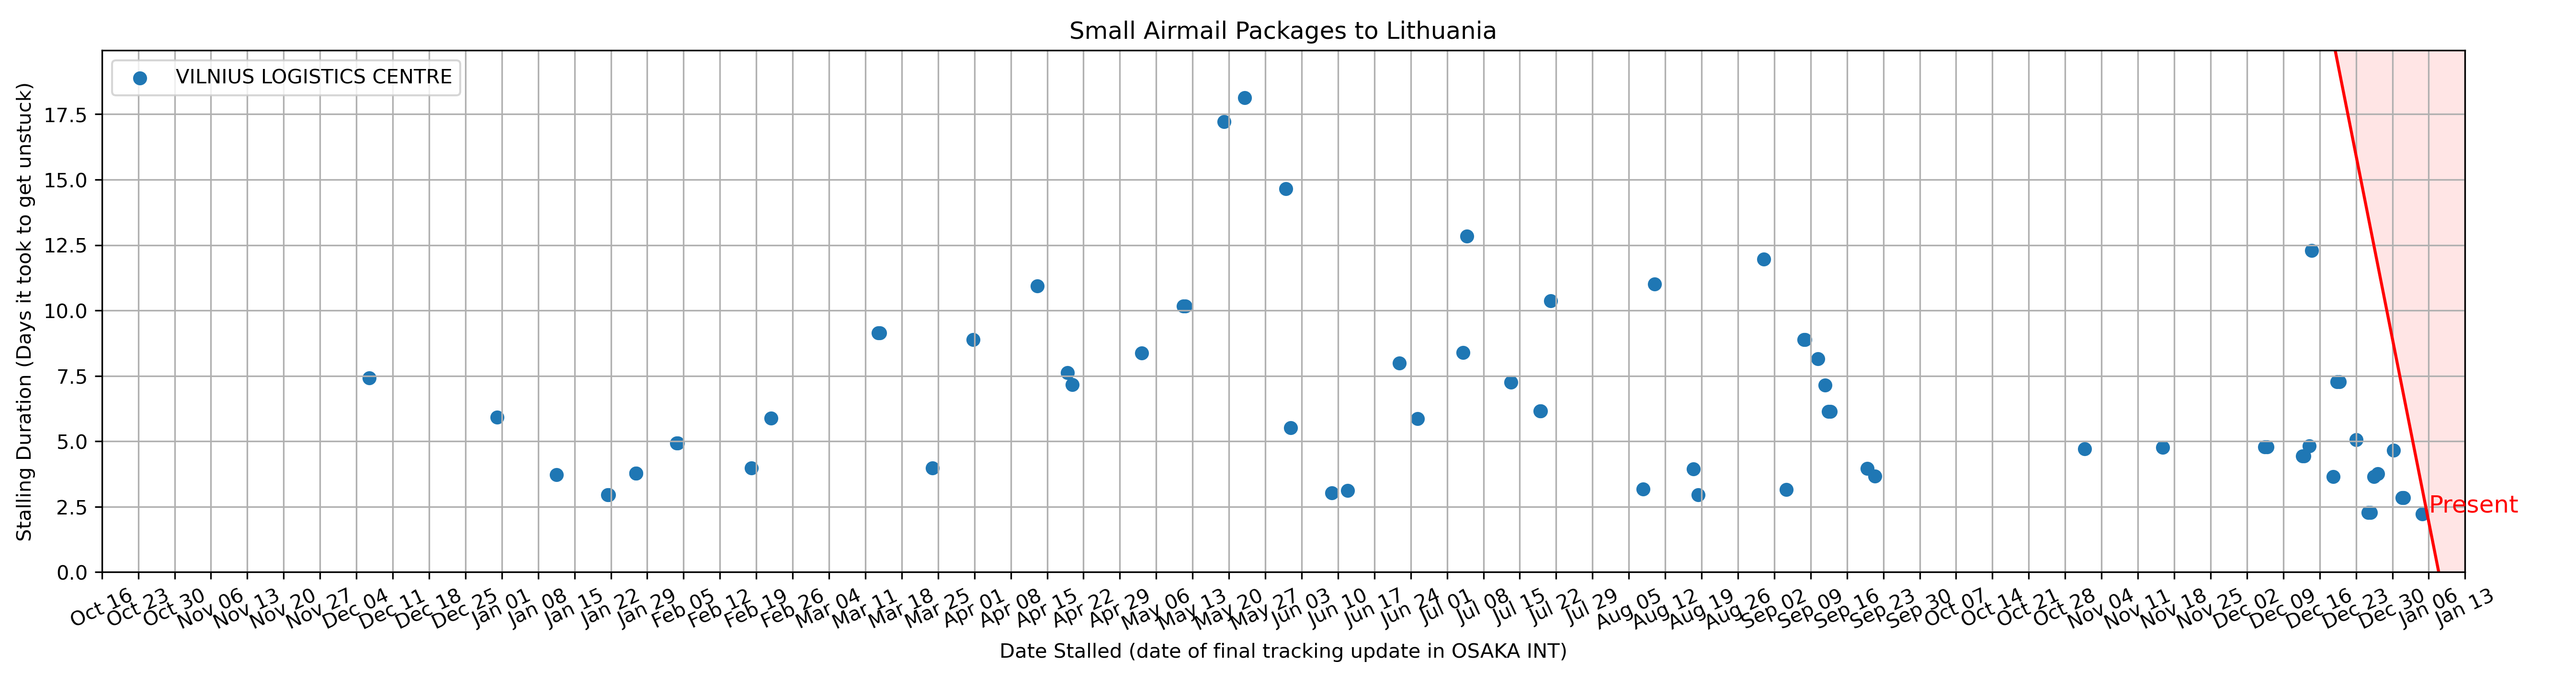 Small Airmail Packages to Lithuania
VILNIUS LOGISTICS CENTRE
Stalling Duration (Days it took to get unstuck)
17.5
15.0
12.5
10.0
7.5
5.0
2.5
0.0
Present
Oct 16
Oct 23
Oct 30
Nov 06
Nov 13
Nov 20
Nov 27
Dec 04
Dec 11
Dec 18
Dec 25
Jan 01
Jan 08
Jan 15
Jan 22
Jan 29
Feb 05
Feb 12
Feb 19
Feb 26
Mar 04
Mar 11
Mar 18
Mar 25
Apr 01
Apr 08
Apr 15
Apr 22
Apr 29
May 06
May 13
May 20
May 27
Jun 03
Jun 10
Jun 17
Jun 24
Jul 01
Jul 08
Jul 15
Jul 22
Jul 29
Aug 05
Aug 12
Aug 19
Aug 26
Sep 02
Sep 09
Sep 16
Sep 23
Sep 30
Oct 07
Oct 14
Oct 21
Oct 28
Nov 04
Nov 11
Nov 18
Nov 25
Dec 02
Dec 09
Dec 16
Dec 23
Dec 30
Jan 06
Jan 13
Date Stalled (date of final tracking update in OSAKA INT)